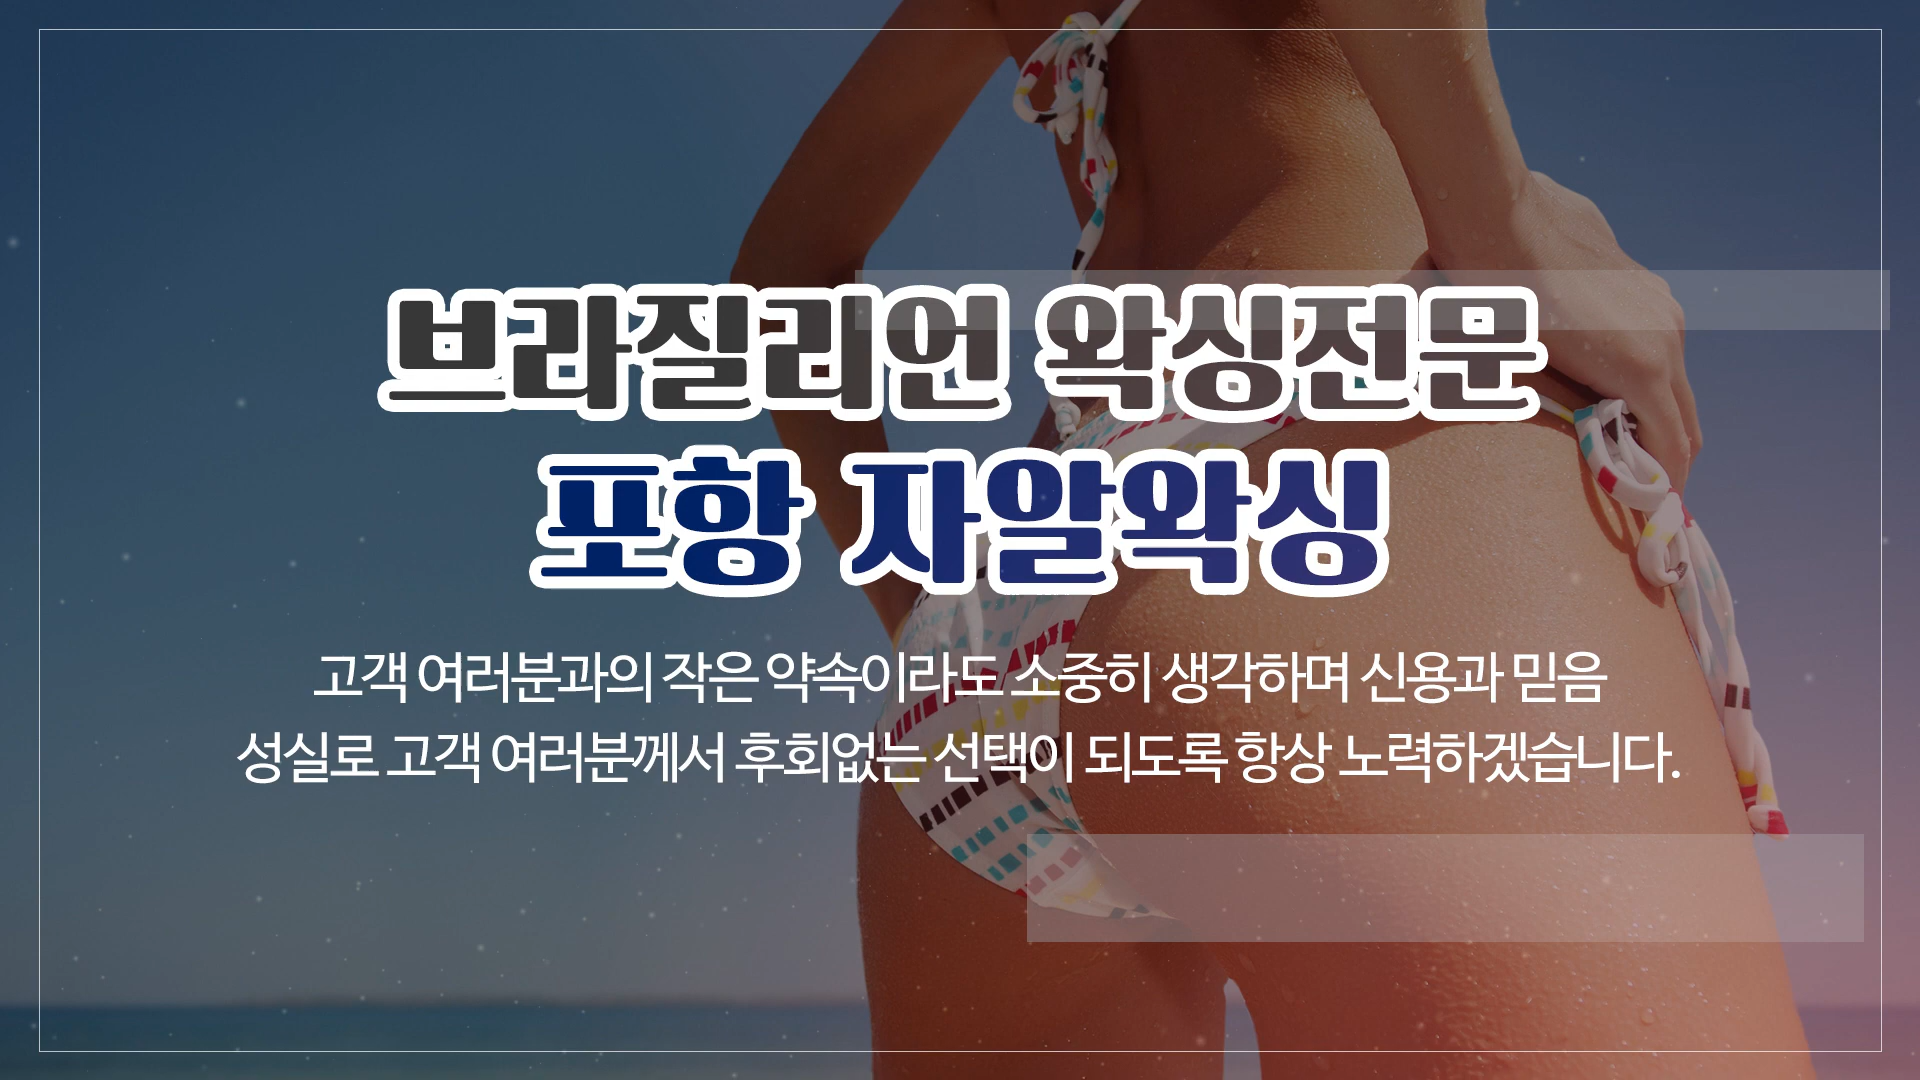 브라질리언 왁싱전문
포항 자알왁싱
고객 여러분과의 작은 약속이라도 소중히 생각하며 신용과 믿음
성실로 고객 여러분께서 후회없는 선택이 되도록 항상 노력하겠습니다.